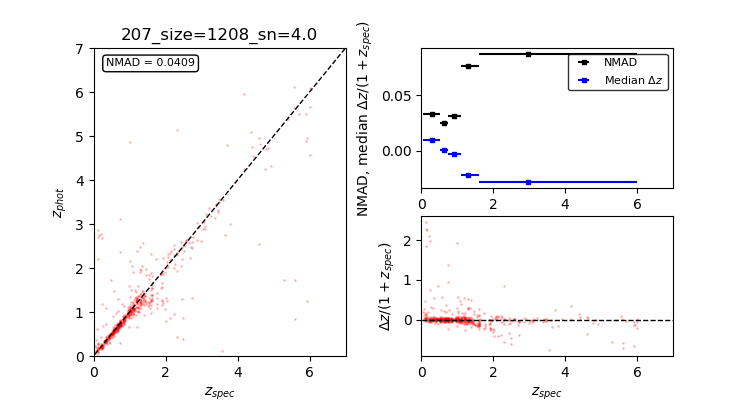 207_size=1208_sn=4.0
NMAD = 0.0409
7
6
5
4
3
2
1
0
z_phot
0 2 4 6
z_spec
NMAD, median Δz/(1 + z_spec)
NMAD
Median Δz
0.05
0.00
0 2 4 6
Δz/(1 + z_spec)
2
1
0
0 2 4 6
z_spec